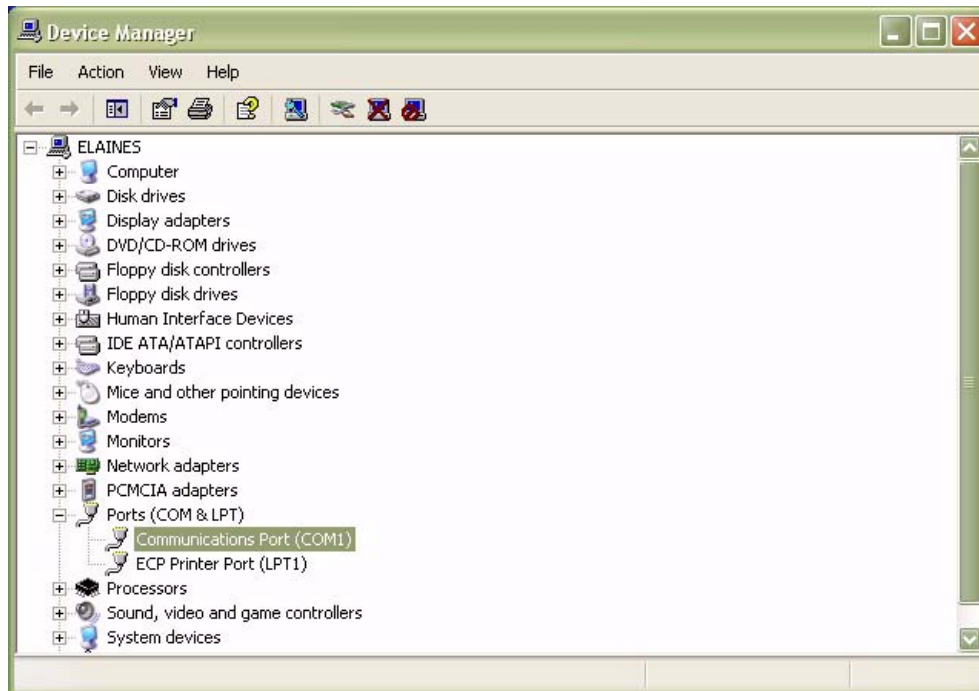 Device Manager
File Action View Help
ELAINES
Computer
Disk drives
Display adapters
DVD/CD-ROM drives
Floppy disk controllers
Floppy disk drives
Human Interface Devices
IDE ATA/ATAPI controllers
Keyboards
Mice and other pointing devices
Modems
Monitors
Network adapters
PCMCIA adapters
Ports (COM & LPT)
Communications Port (COM1)
ECP Printer Port (LPT1)
Processors
Sound, video and game controllers
System devices